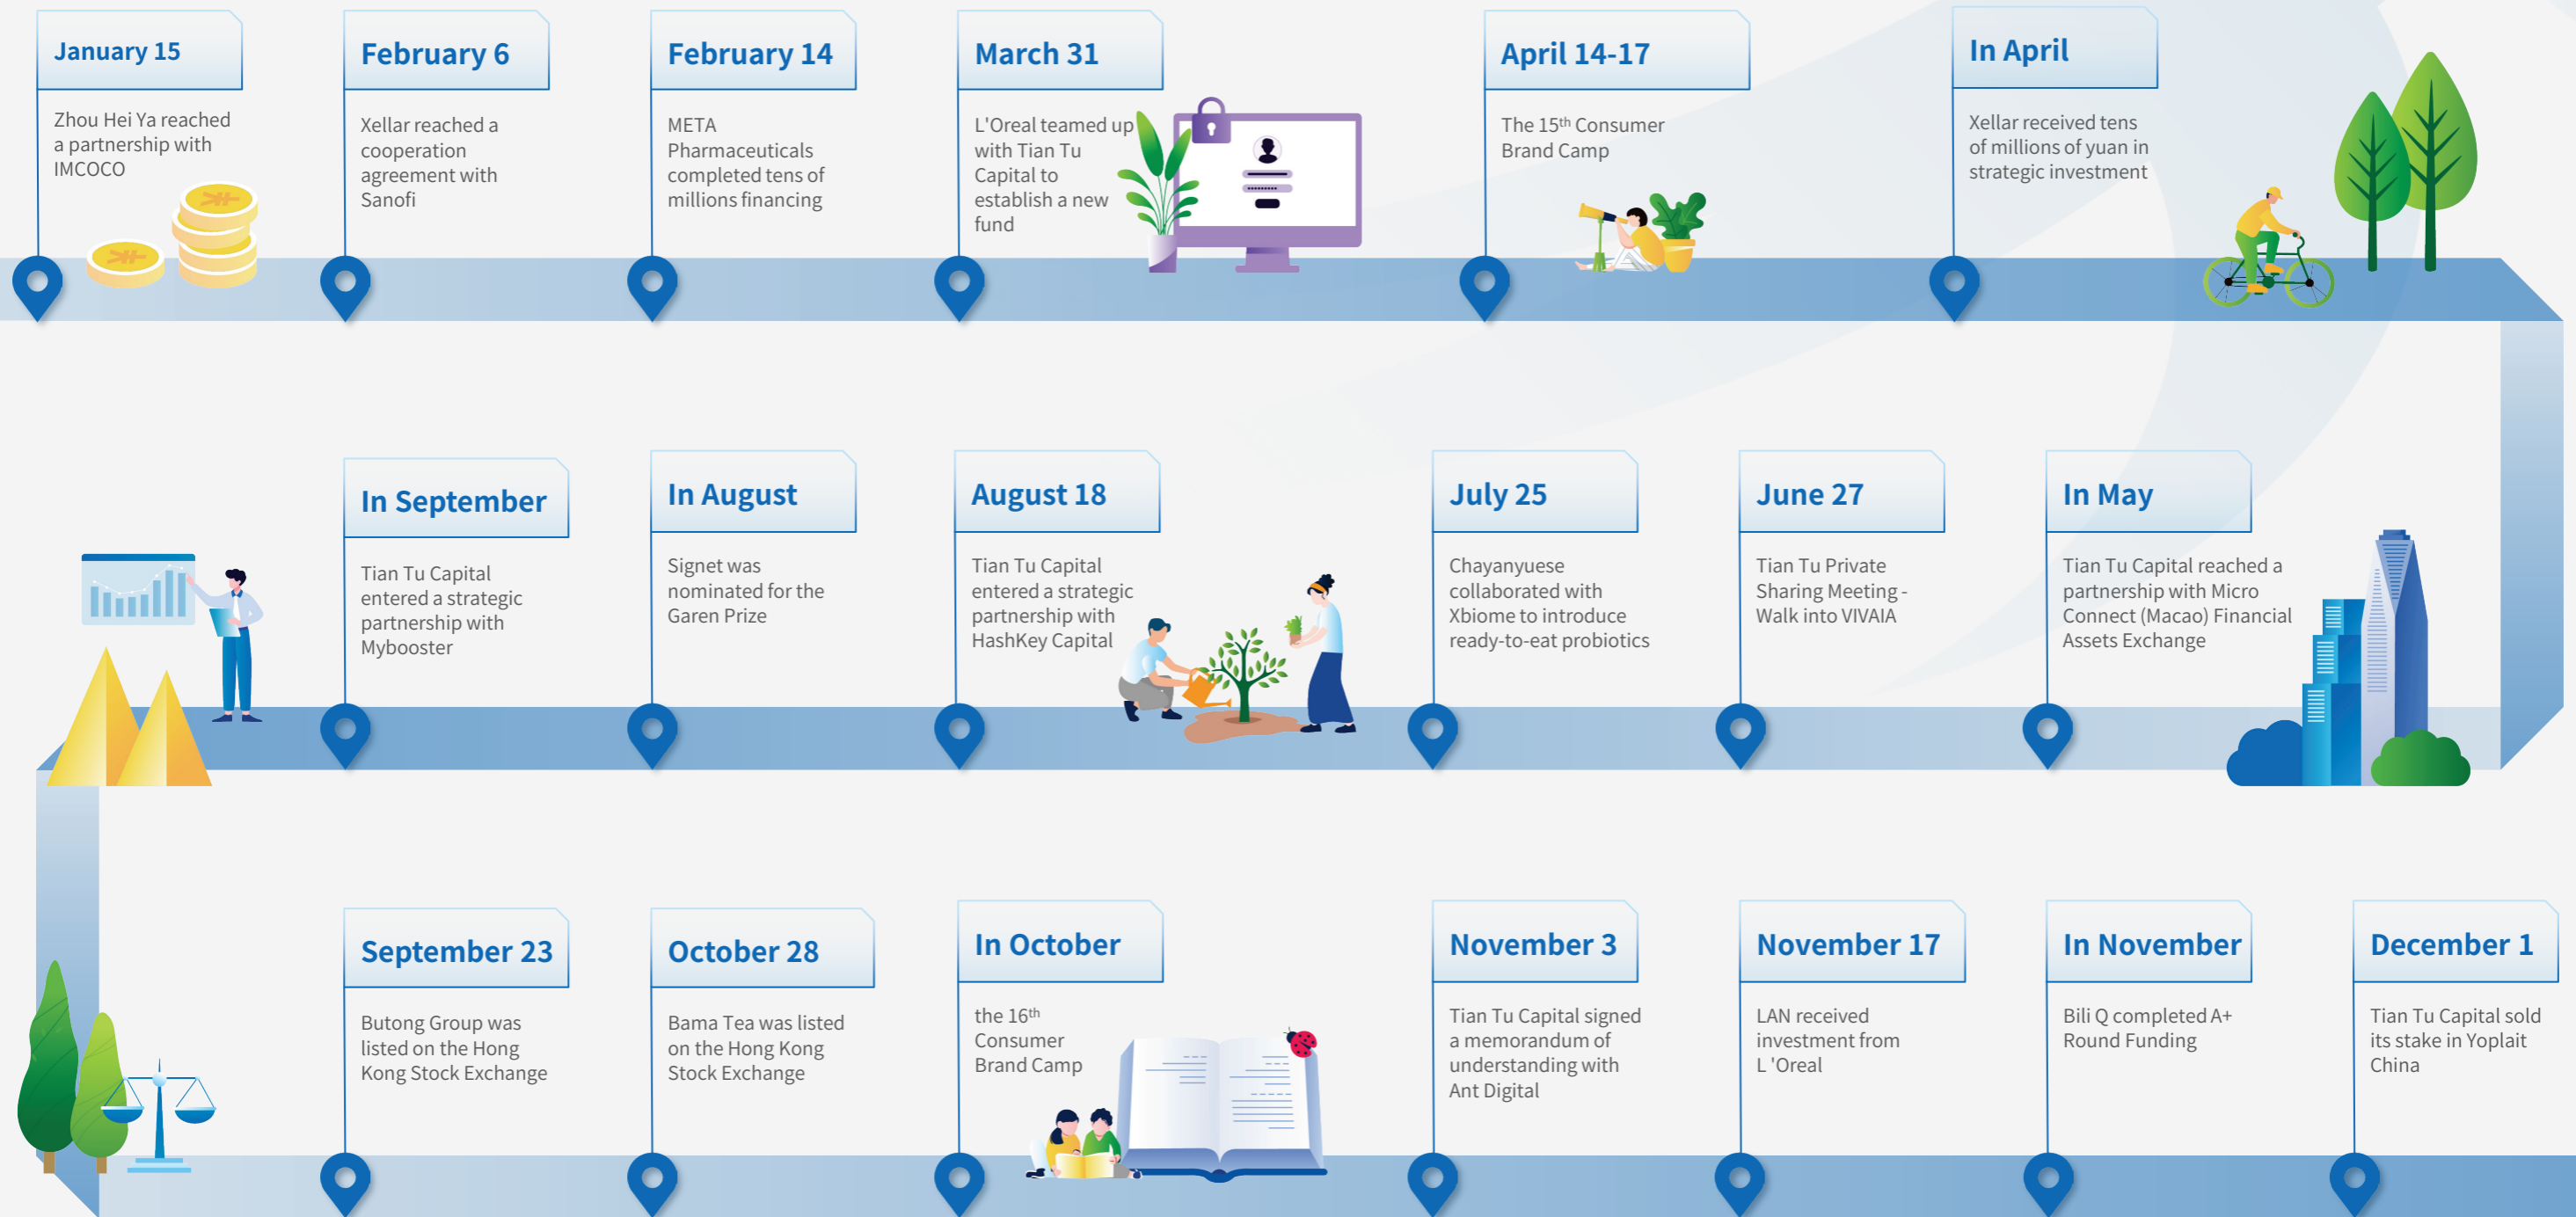 January 15
Zhou Hei Ya reached
a partnership with
IMCOCO
February 6
Xellar reached a
cooperation
agreement with
Sanofi
February 14
META
Pharmaceuticals
completed tens of
millions financing
March 31
L'Oreal teamed up
with Tian Tu
Capital to
establish a new
fund
April 14-17
The 15th Consumer
Brand Camp
In April
Xellar received tens
of millions of yuan in
strategic investment
In September
Tian Tu Capital
entered a strategic
partnership with
Mybooster
In August
Signet was
nominated for the
Garen Prize
August 18
Tian Tu Capital
entered a strategic
partnership with
HashKey Capital
July 25
Chayanyuese
collaborated with
Xbiome to introduce
ready-to-eat probiotics
June 27
Tian Tu Private
Sharing Meeting -
Walk into VIVAIA
In May
Tian Tu Capital reached a
partnership with Micro
Connect (Macao) Financial
Assets Exchange
September 23
Butong Group was
listed on the Hong
Kong Stock Exchange
October 28
Bama Tea was listed
on the Hong Kong
Stock Exchange
In October
the 16th
Consumer
Brand Camp
November 3
Tian Tu Capital signed
a memorandum of
understanding with
Ant Digital
November 17
LAN received
investment from
L 'Oreal
In November
Bili Q completed A+
Round Funding
December 1
Tian Tu Capital sold
its stake in Yoplait
China